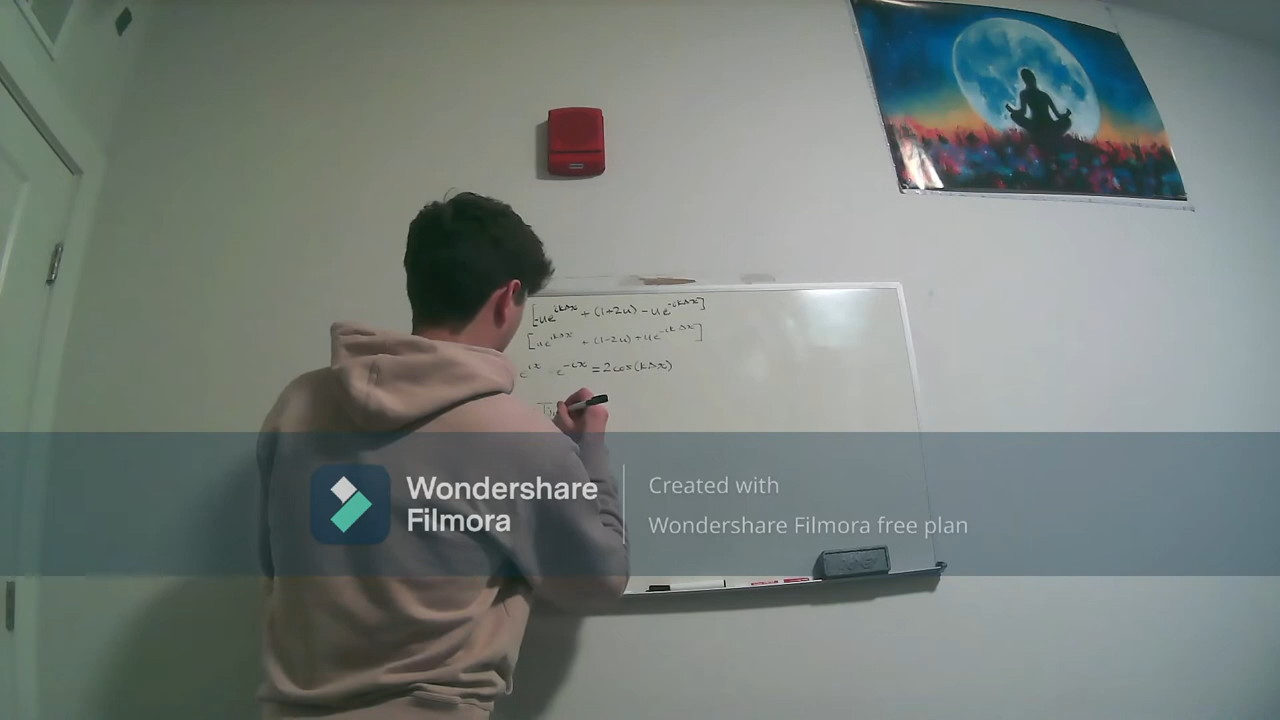 [-ue^{ikΔx} + (1+2u) - ue^{-ikΔx}]
[ue^{ikΔx} + (1-2u) + ue^{-ikΔx}]
e^{ix} e^{-ix} = 2cos(kΔx)
Wondershare
Filmora
Created with
Wondershare Filmora free plan